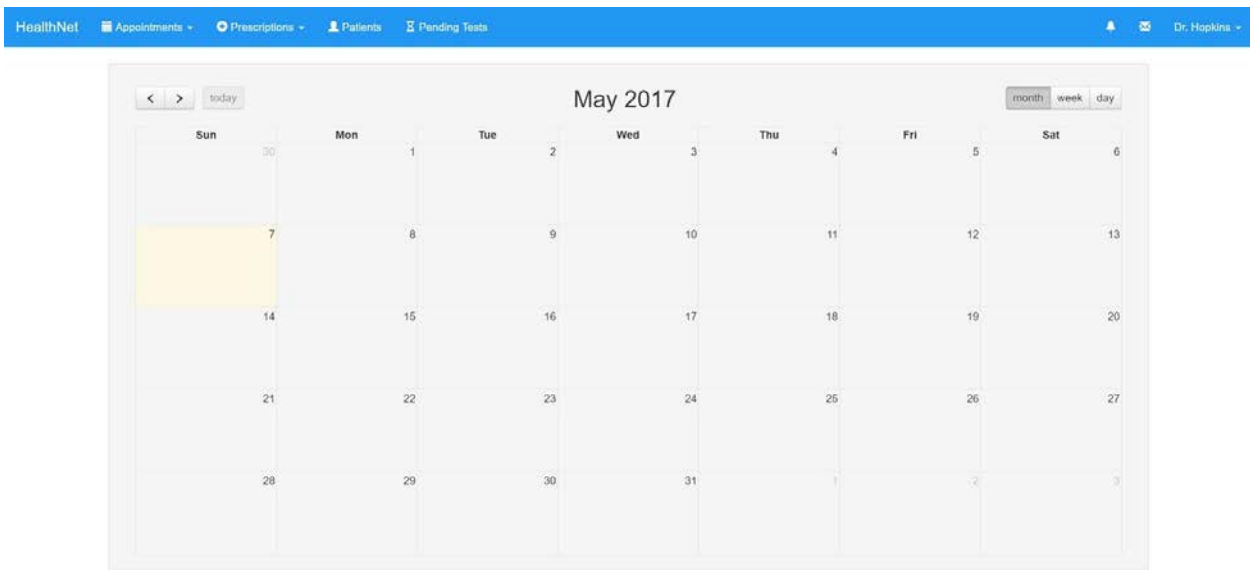 HealthNet Appointments Prescriptions Patients Pending Tests Dr. Hopkins
< > today May 2017 month week day
Sun Mon Tue Wed Thu Fri Sat
30 1 2 3 4 5 6
7 8 9 10 11 12 13
14 15 16 17 18 19 20
21 22 23 24 25 26 27
28 29 30 31 1 2 3